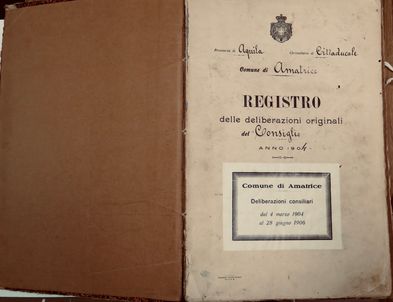 Provincia di Aquila Circondario di Cittaducale
Comune di Amatrice
REGISTRO
delle deliberazioni originali
del Consiglio
ANNO 1904
Comune di Amatrice
Deliberazioni consiliari
dal 4 marzo 1904
al 28 giugno 1906